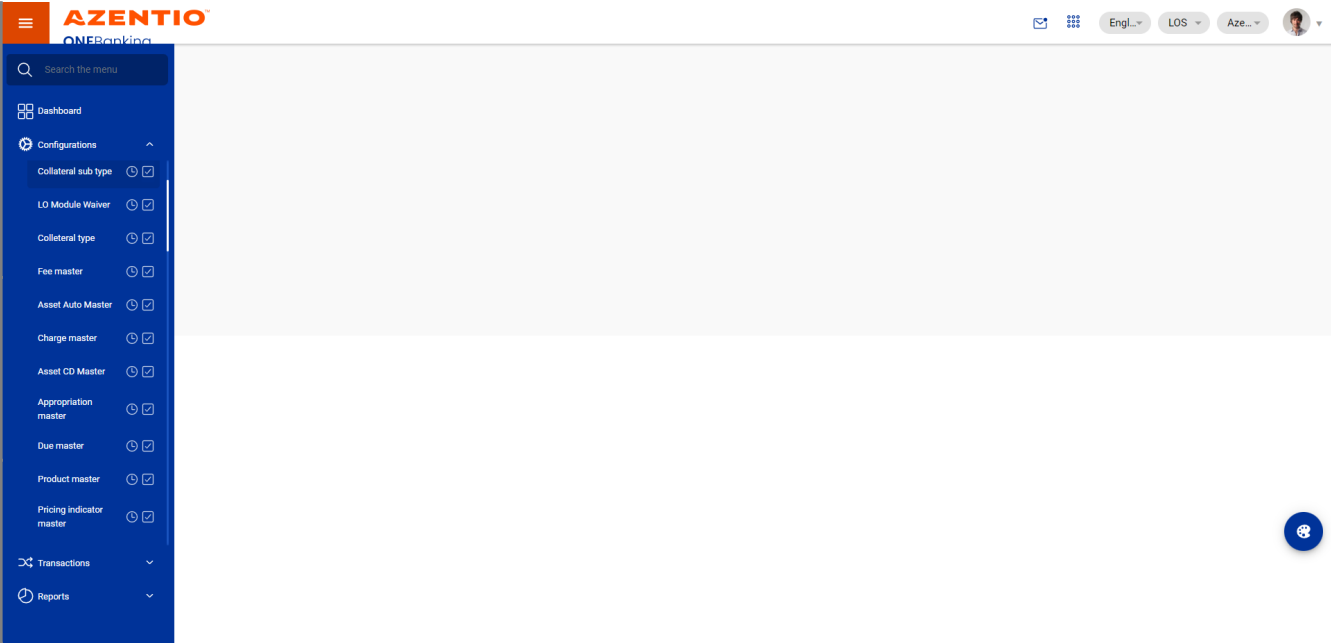 AZENTIO™
ONEBanking
Engl...
LOS
Aze...
Search the menu
Dashboard
Configurations
Collateral sub type
LO Module Waiver
Colleteral type
Fee master
Asset Auto Master
Charge master
Asset CD Master
Appropriation
master
Due master
Product master
Pricing indicator
master
Transactions
Reports